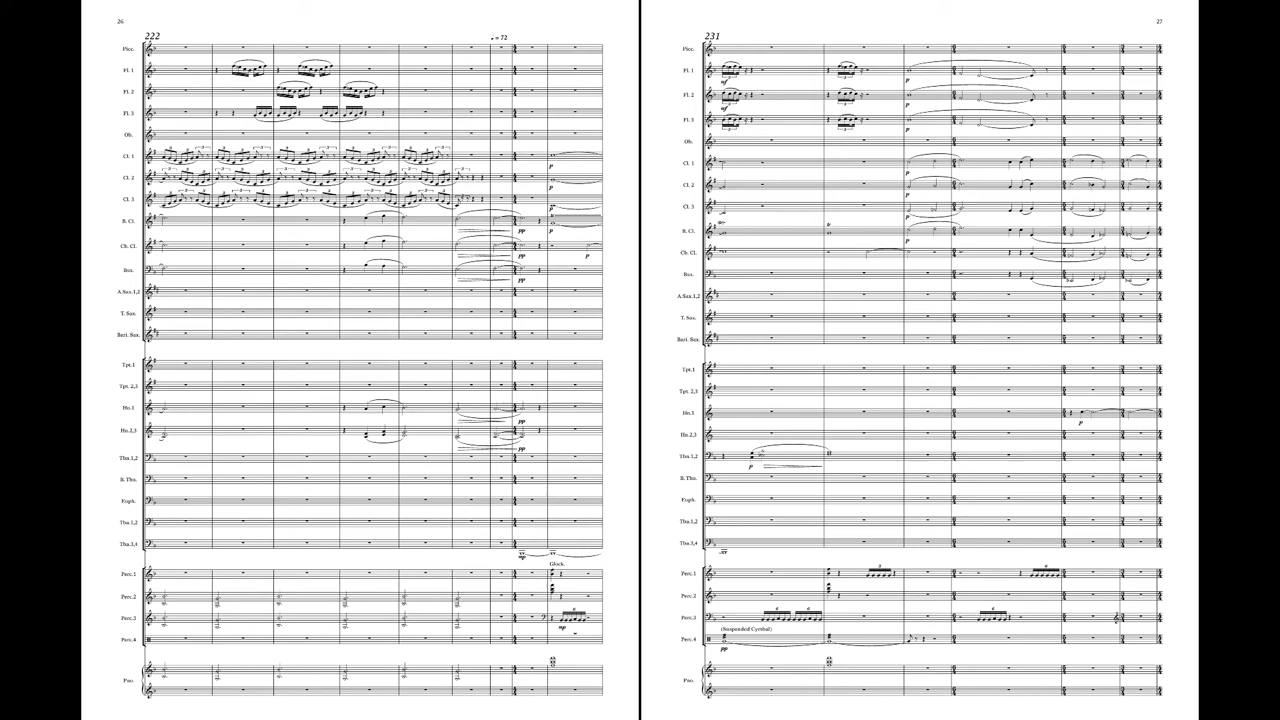 26
222
♩ = 72
Picc.
Fl. 1
Fl. 2
Fl. 3
Ob.
Cl. 1
Cl. 2
Cl. 3
B. Cl.
Cb. Cl.
Bsn.
A.Sax.1,2
T. Sax.
Bari. Sax.
Tpt.1
Tpt. 2,3
Hn.1
Hn.2,3
Tbn.1,2
B. Tbn.
Euph.
Tba.1,2
Tba.3,4
Glock.
Perc.1
Perc.2
Perc.3
Perc.4
Pno.
27
231
Picc.
Fl. 1
Fl. 2
Fl. 3
Ob.
Cl. 1
Cl. 2
Cl. 3
B. Cl.
Cb. Cl.
Bsn.
A.Sax.1,2
T. Sax.
Bari. Sax.
Tpt.1
Tpt. 2,3
Hn.1
Hn.2,3
Tbn.1,2
B. Tbn.
Euph.
Tba.1,2
Tba.3,4
Perc.1
Perc.2
Perc.3
(Suspended Cymbal)
Perc.4
Pno.